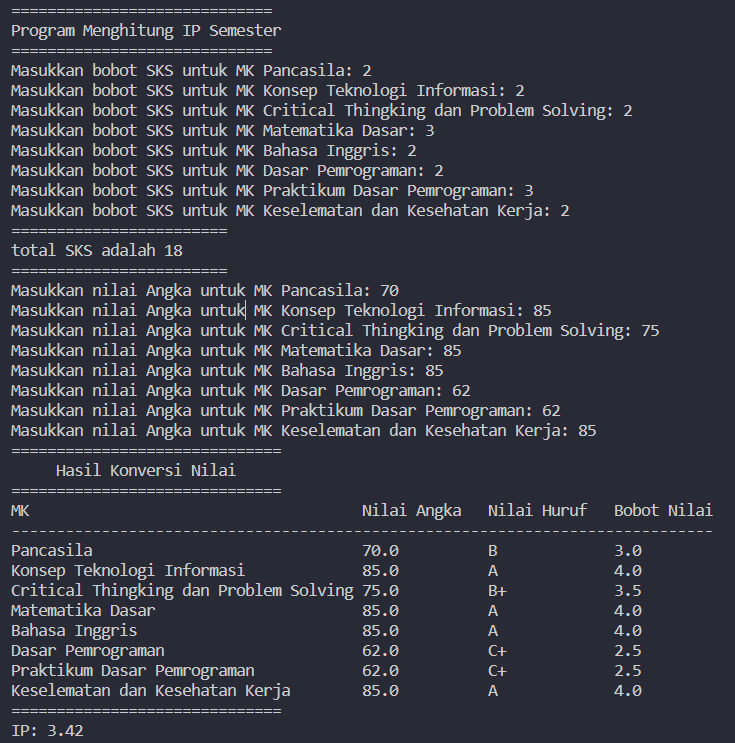 =============================
Program Menghitung IP Semester
=============================
Masukkan bobot SKS untuk MK Pancasila: 2
Masukkan bobot SKS untuk MK Konsep Teknologi Informasi: 2
Masukkan bobot SKS untuk MK Critical Thingking dan Problem Solving: 2
Masukkan bobot SKS untuk MK Matematika Dasar: 3
Masukkan bobot SKS untuk MK Bahasa Inggris: 2
Masukkan bobot SKS untuk MK Dasar Pemrograman: 2
Masukkan bobot SKS untuk MK Praktikum Dasar Pemrograman: 3
Masukkan bobot SKS untuk MK Keselematan dan Kesehatan Kerja: 2
========================
total SKS adalah 18
========================
Masukkan nilai Angka untuk MK Pancasila: 70
Masukkan nilai Angka untuk MK Konsep Teknologi Informasi: 85
Masukkan nilai Angka untuk MK Critical Thingking dan Problem Solving: 75
Masukkan nilai Angka untuk MK Matematika Dasar: 85
Masukkan nilai Angka untuk MK Bahasa Inggris: 85
Masukkan nilai Angka untuk MK Dasar Pemrograman: 62
Masukkan nilai Angka untuk MK Praktikum Dasar Pemrograman: 62
Masukkan nilai Angka untuk MK Keselematan dan Kesehatan Kerja: 85
==============================
     Hasil Konversi Nilai
==============================
MK                                     Nilai Angka   Nilai Huruf   Bobot Nilai
------------------------------------------------------------------------------
Pancasila                              70.0          B             3.0
Konsep Teknologi Informasi             85.0          A             4.0
Critical Thingking dan Problem Solving 75.0          B+            3.5
Matematika Dasar                       85.0          A             4.0
Bahasa Inggris                         85.0          A             4.0
Dasar Pemrograman                      62.0          C+            2.5
Praktikum Dasar Pemrograman            62.0          C+            2.5
Keselematan dan Kesehatan Kerja        85.0          A             4.0
==============================
IP: 3.42